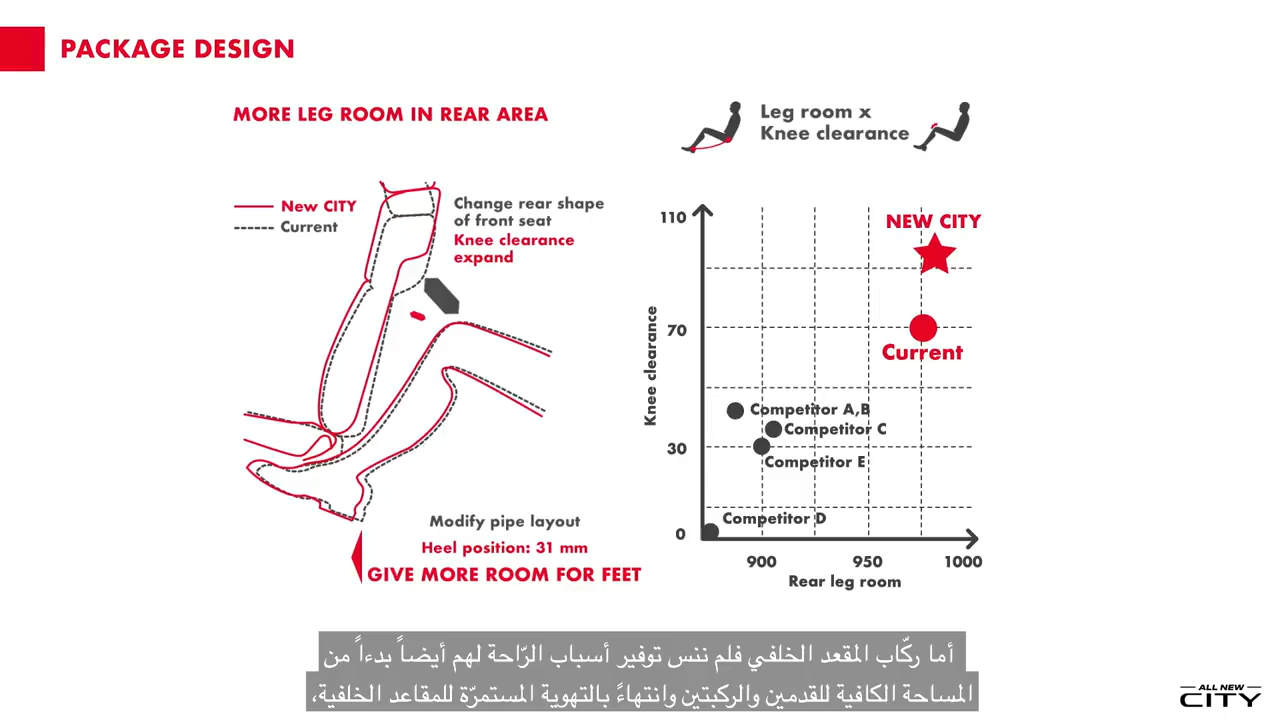 PACKAGE DESIGN
MORE LEG ROOM IN REAR AREA
New CITY
Current
Change rear shape
of front seat
Knee clearance
expand
Modify pipe layout
Heel position: 31 mm
GIVE MORE ROOM FOR FEET
Leg room x
Knee clearance
110
70
30
0
Knee clearance
NEW CITY
Current
Competitor A,B
Competitor C
Competitor E
Competitor D
900
950
1000
Rear leg room
أما ركّاب المقعد الخلفي فلم ننس توفير أسباب الرّاحة لهم أيضاً بدءاً من
المساحة الكافية للقدمين والركبتين وانتهاءً بالتهوية المستمرّة للمقاعد الخلفية،
ALL NEW
CITY